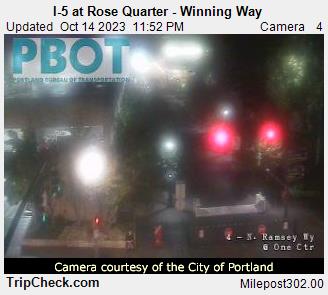 I-5 at Rose Quarter - Winning Way
Updated Oct 14 2023 11:52 PM Camera 4
PBOT
PORTLAND BUREAU OF TRANSPORTATION
4 - N. Ramsey Wy
@ One Ctr
Camera courtesy of the City of Portland
TripCheck.com Milepost302.00